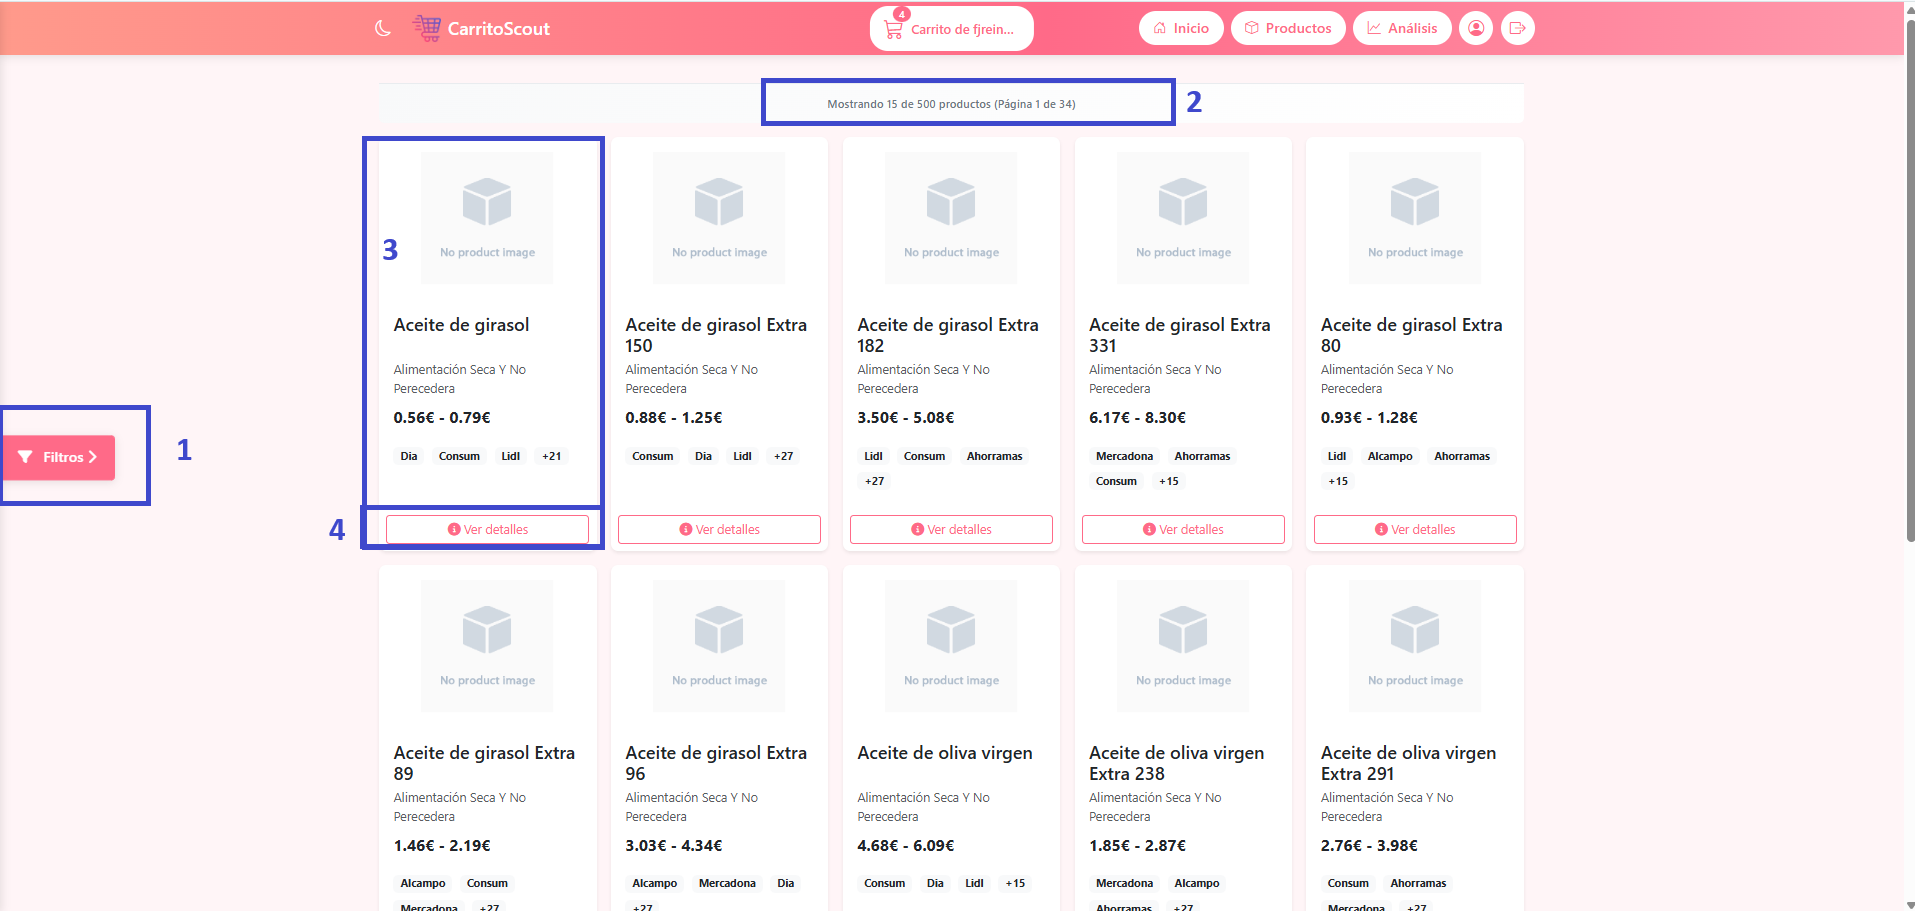 CarritoScout
4
Carrito de fjrein...
Inicio
Productos
Análisis
Mostrando 15 de 500 productos (Página 1 de 34)
2
3
No product image
No product image
No product image
No product image
No product image
Aceite de girasol
Alimentación Seca Y No
Perecedera
0.56€ - 0.79€
Dia Consum Lidl +21
Ver detalles
Aceite de girasol Extra
150
Alimentación Seca Y No
Perecedera
0.88€ - 1.25€
Consum Dia Lidl +27
Ver detalles
Aceite de girasol Extra
182
Alimentación Seca Y No
Perecedera
3.50€ - 5.08€
Lidl Consum Ahorramas
+27
Ver detalles
Aceite de girasol Extra
331
Alimentación Seca Y No
Perecedera
6.17€ - 8.30€
Mercadona Ahorramas
Consum +15
Ver detalles
Aceite de girasol Extra
80
Alimentación Seca Y No
Perecedera
0.93€ - 1.28€
Lidl Alcampo Ahorramas
+15
Ver detalles
Filtros
1
4
No product image
No product image
No product image
No product image
No product image
Aceite de girasol Extra
89
Alimentación Seca Y No
Perecedera
1.46€ - 2.19€
Alcampo Consum
Mercadona +27
Aceite de girasol Extra
96
Alimentación Seca Y No
Perecedera
3.03€ - 4.34€
Alcampo Mercadona Dia
+27
Aceite de oliva virgen
Alimentación Seca Y No
Perecedera
4.68€ - 6.09€
Consum Dia Lidl +15
Aceite de oliva virgen
Extra 238
Alimentación Seca Y No
Perecedera
1.85€ - 2.87€
Mercadona Alcampo
Ahorramas +27
Aceite de oliva virgen
Extra 291
Alimentación Seca Y No
Perecedera
2.76€ - 3.98€
Consum Ahorramas
Mercadona +27